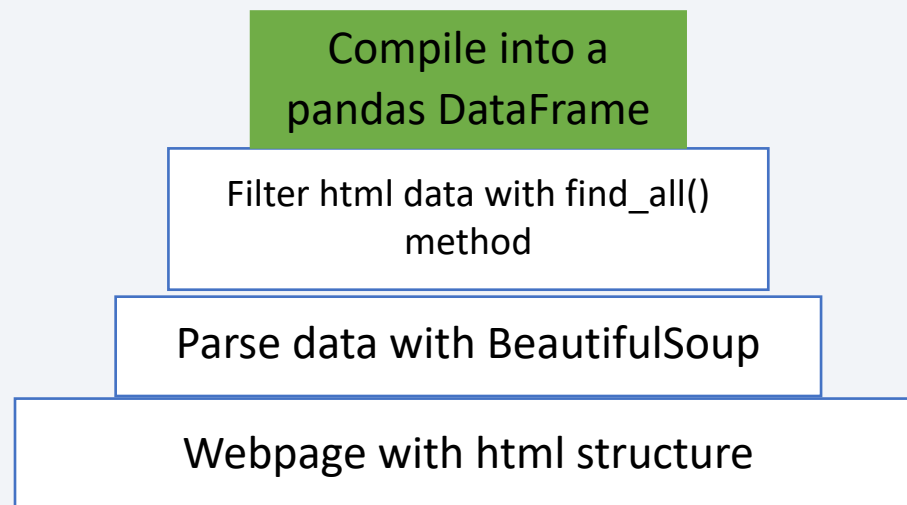 Compile into a
pandas DataFrame
Filter html data with find_all()
method
Parse data with BeautifulSoup
Webpage with html structure